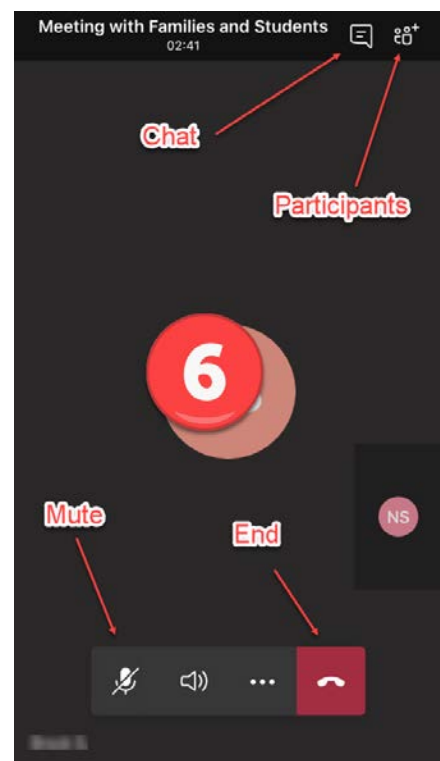 Meeting with Families and Students
02:41
Chat
Participants
6
NS
Mute
End